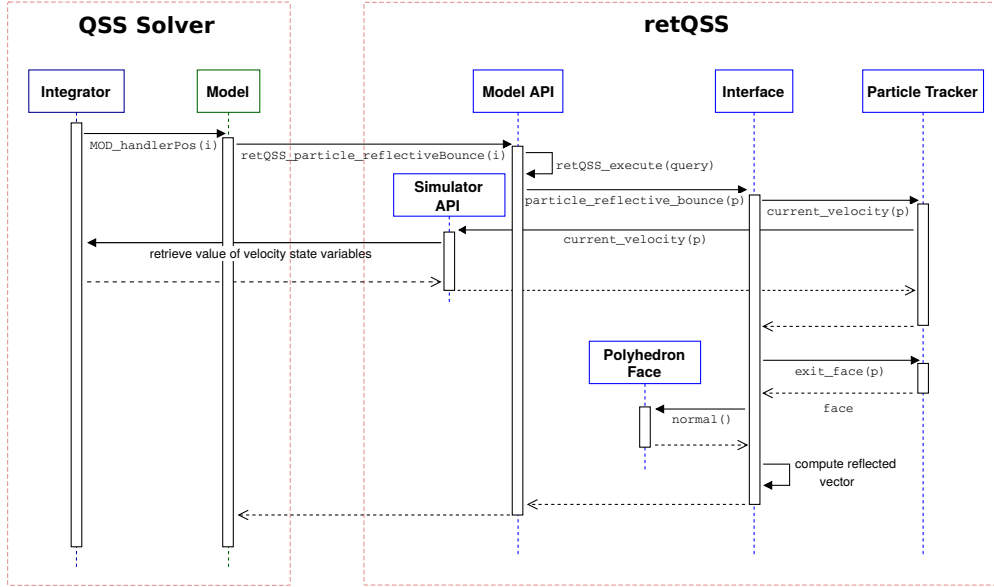 QSS Solver
retQSS
Integrator
Model
Model API
Interface
Particle Tracker
MOD_handlerPos(i)
retQSS_particle_reflectiveBounce(i)
retQSS_execute(query)
Simulator
API
particle_reflective_bounce(p)
current_velocity(p)
current_velocity(p)
retrieve value of velocity state variables
Polyhedron
Face
exit_face(p)
face
normal()
compute reflected
vector